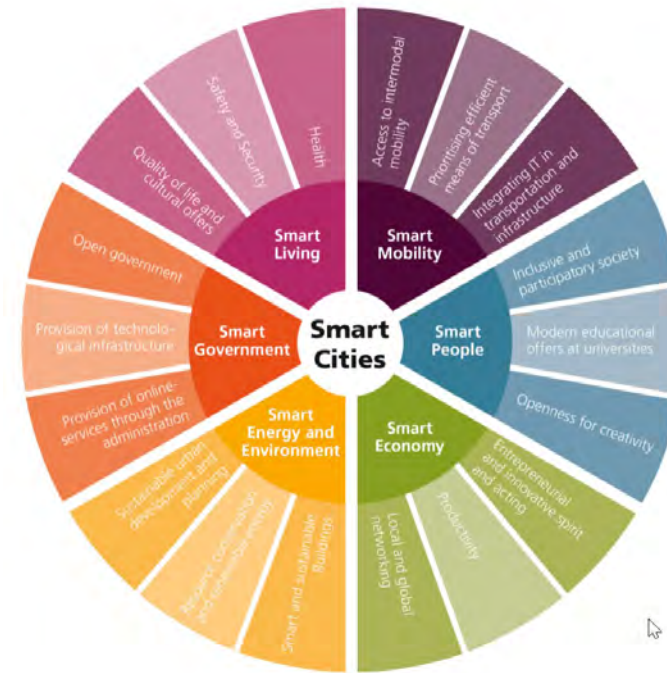 Smart
Cities
Smart
Living
Quality of life and
cultural offers
Safety and Security
Health
Smart
Mobility
Access to intermodal
mobility
Prioritising efficient
means of transport
Integrating IT in
transportation and
infrastructure
Smart
People
Inclusive and
participatory society
Modern educational
offers at universities
Openness for creativity
Smart
Economy
Entrepreneurial
and innovative spirit
and acting
Productivity
Local and global
networking
Smart
Energy and
Environment
Smart and sustainable
Buildings
Resource conservation
and renewable energy
Sustainable urban
development and
planning
Smart
Government
Provision of online-
services through the
administration
Provision of technolo-
gical infrastructure
Open government